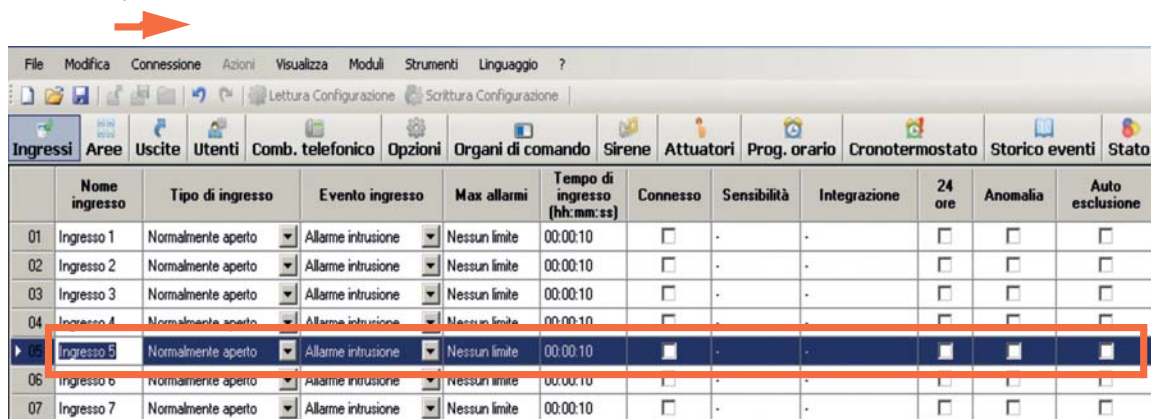 File Modifica Connessione Azioni Visualizza Moduli Strumenti Linguaggio ?
Lettura Configurazione Scrittura Configurazione
Ingressi Aree Uscite Utenti Comb. telefonico Opzioni Organi di comando Sirene Attuatori Prog. orario Cronotermostato Storico eventi Stato
Nome ingresso Tipo di ingresso Evento ingresso Max allarmi Tempo di ingresso (hh:mm:ss) Connesso Sensibilità Integrazione 24 ore Anomalia Auto esclusione
01 Ingresso 1 Normalmente aperto Allarme intrusione Nessun limite 00:00:10 - -
02 Ingresso 2 Normalmente aperto Allarme intrusione Nessun limite 00:00:10 - -
03 Ingresso 3 Normalmente aperto Allarme intrusione Nessun limite 00:00:10 - -
04 Ingresso 4 Normalmente aperto Allarme intrusione Nessun limite 00:00:10 - -
05 Ingresso 5 Normalmente aperto Allarme intrusione Nessun limite 00:00:10 - -
06 Ingresso 6 Normalmente aperto Allarme intrusione Nessun limite 00:00:10 - -
07 Ingresso 7 Normalmente aperto Allarme intrusione Nessun limite 00:00:10 - -